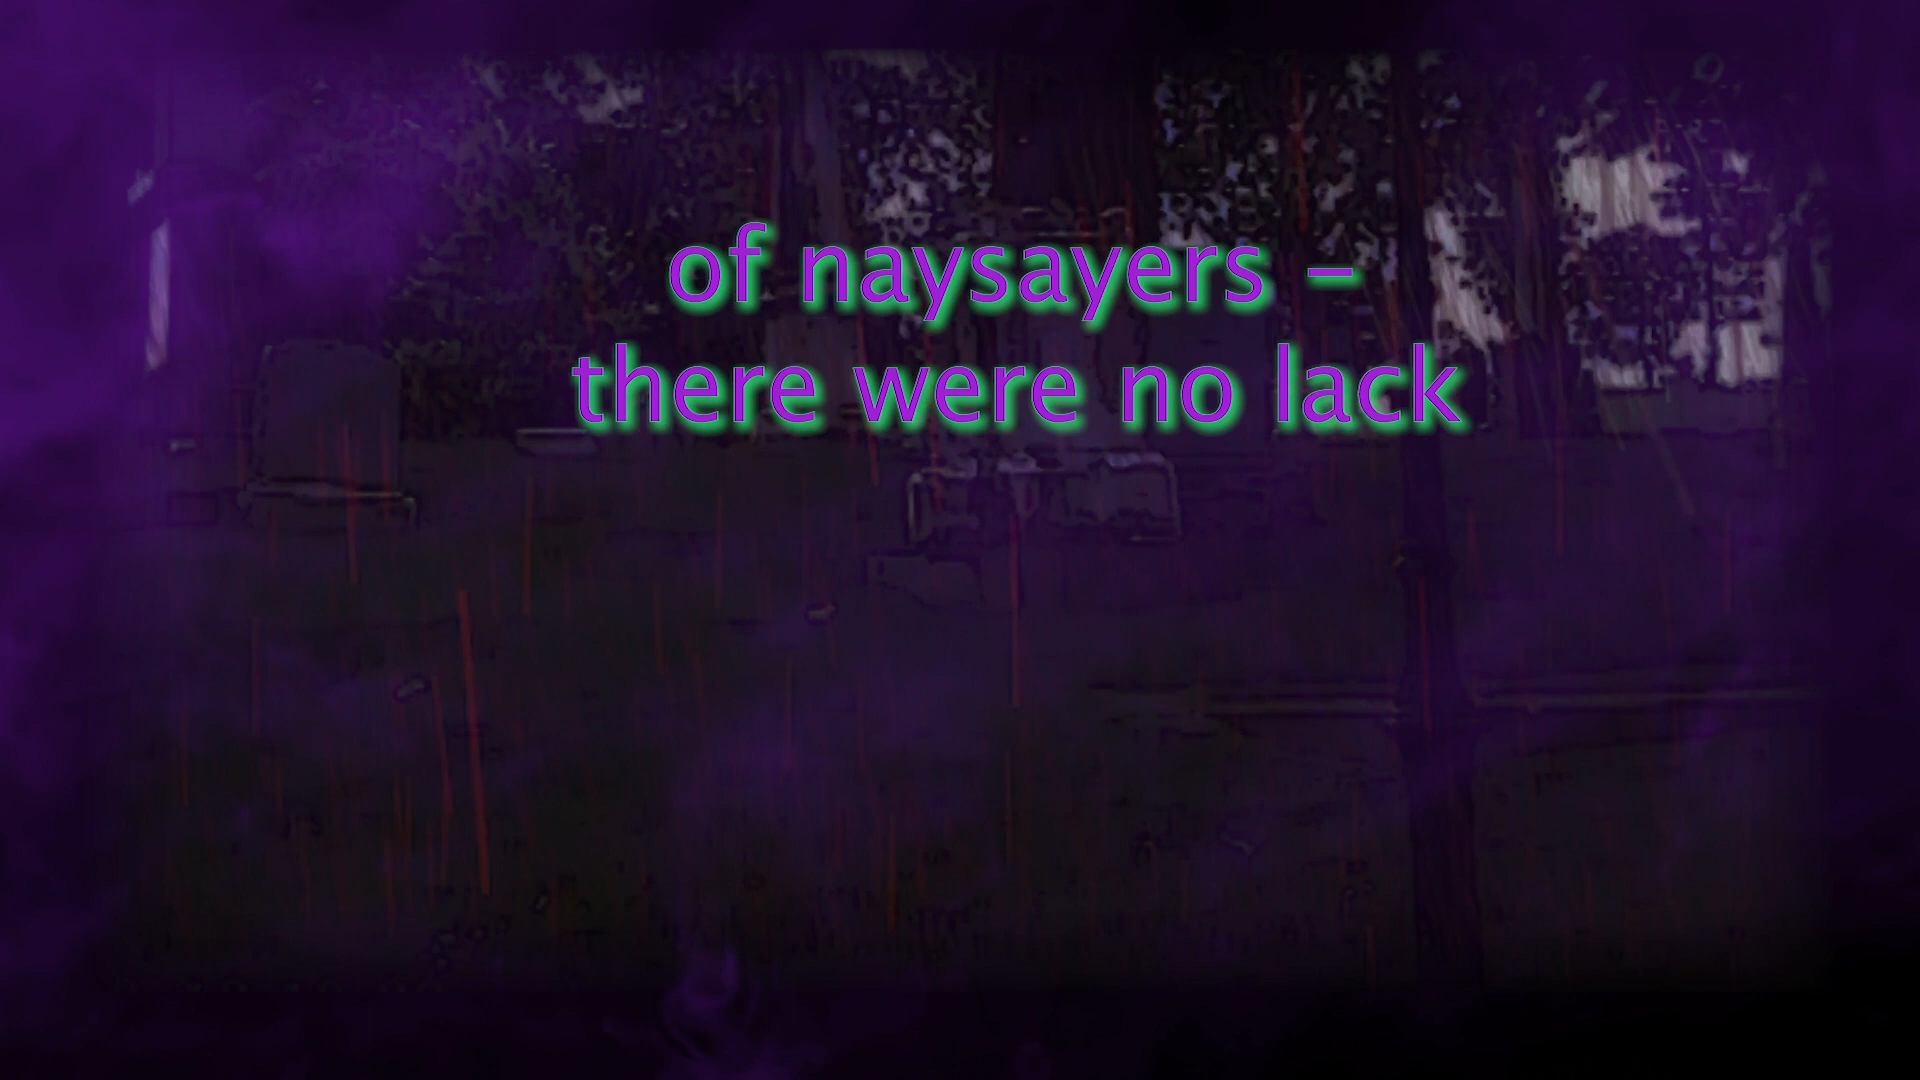 of naysayers –
there were no lack